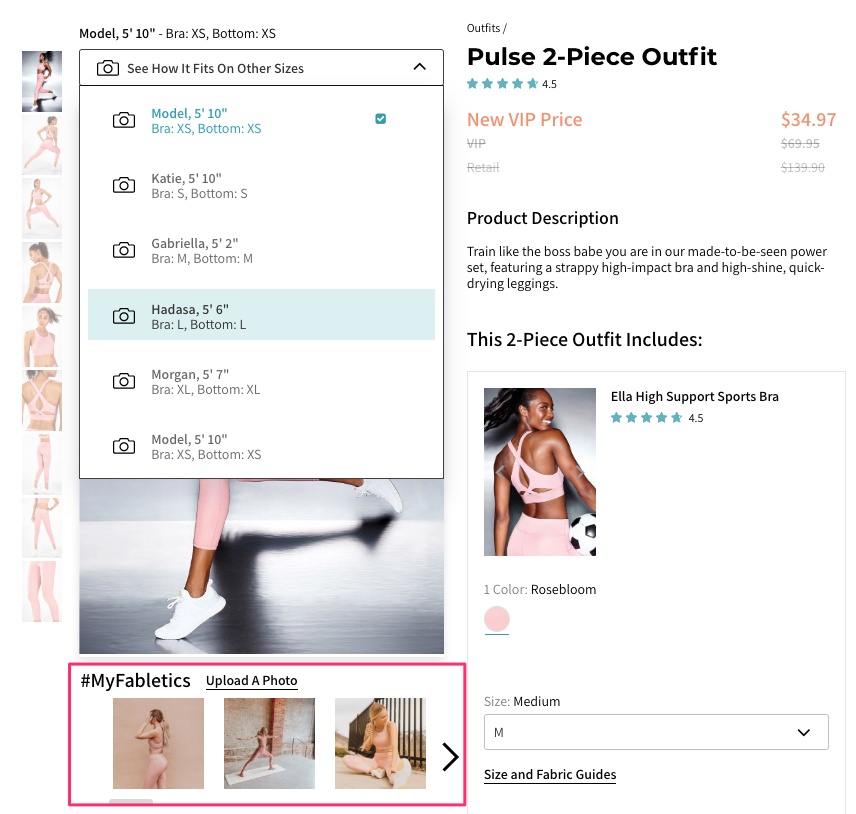 Model, 5' 10" - Bra: XS, Bottom: XS
See How It Fits On Other Sizes
Model, 5' 10"
Bra: XS, Bottom: XS
Katie, 5' 10"
Bra: S, Bottom: S
Gabriella, 5' 2"
Bra: M, Bottom: M
Hadasa, 5' 6"
Bra: L, Bottom: L
Morgan, 5' 7"
Bra: XL, Bottom: XL
Model, 5' 10"
Bra: XS, Bottom: XS
#MyFabletics Upload A Photo
Outfits /
Pulse 2-Piece Outfit
4.5
New VIP Price $34.97
VIP $69.95
Retail $139.90
Product Description
Train like the boss babe you are in our made-to-be-seen power
set, featuring a strappy high-impact bra and high-shine, quick-
drying leggings.
This 2-Piece Outfit Includes:
Ella High Support Sports Bra
4.5
1 Color: Rosebloom
Size: Medium
M
Size and Fabric Guides